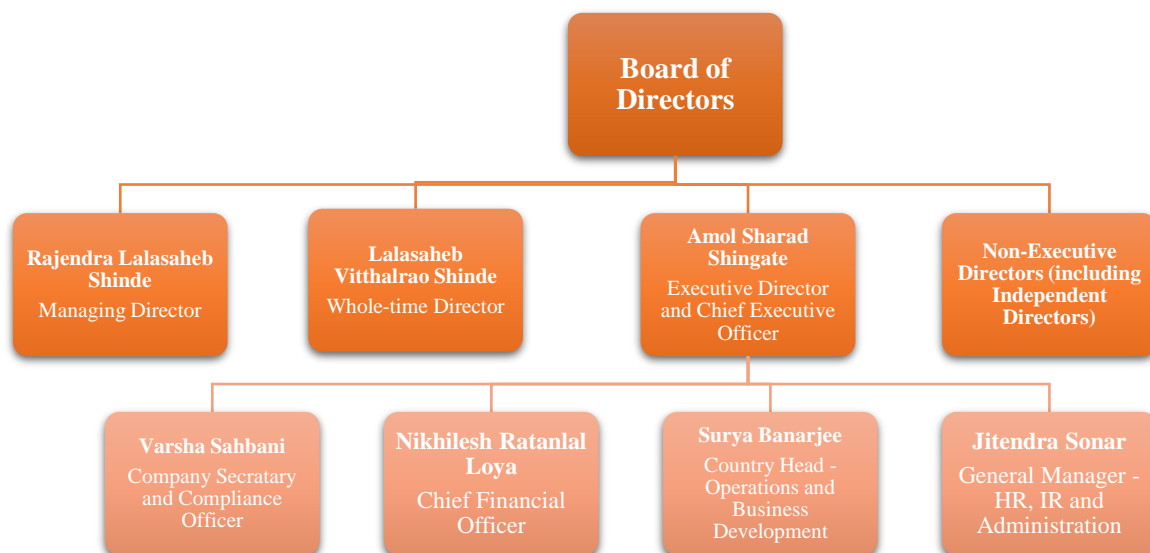 Board of
Directors
Rajendra Lalasaheb
Shinde
Managing Director
Lalasaheb
Vitthalrao Shinde
Whole-time Director
Amol Sharad
Shingate
Executive Director
and Chief Executive
Officer
Non-Executive
Directors (including
Independent
Directors)
Varsha Sahbani
Company Secratary
and Compliance
Officer
Nikhilesh Ratanlal
Loya
Chief Financial
Officer
Surya Banarjee
Country Head -
Operations and
Business
Development
Jitendra Sonar
General Manager -
HR, IR and
Administration